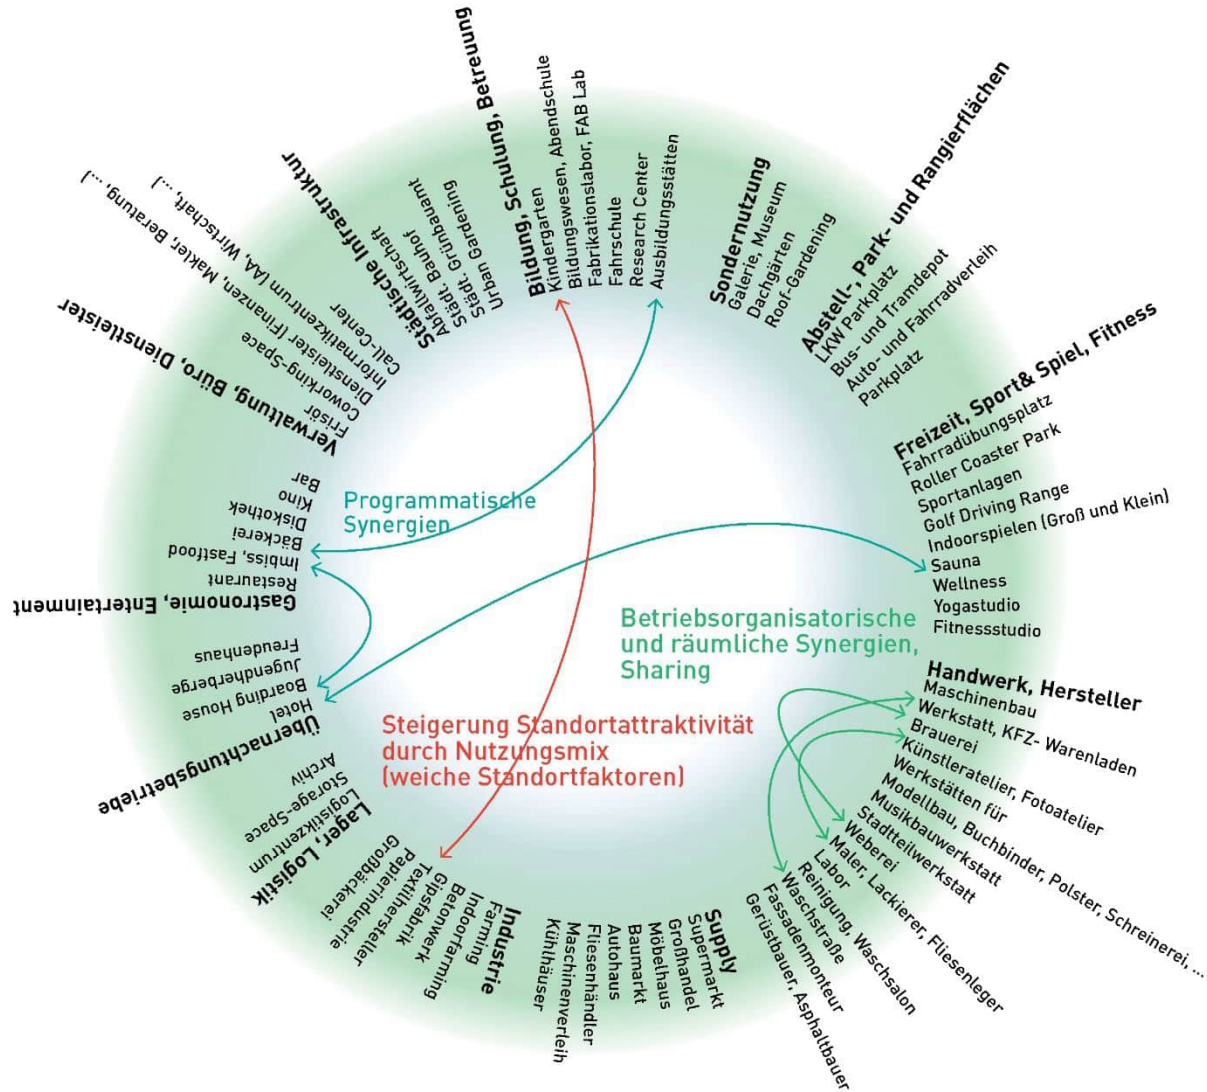 Bildung, Schulung, Betreuung
Kindergarten
Bildungswesen, Abendschule
Fabrikationslabor, FAB Lab
Fahrschule
Research Center
Ausbildungsstätten
Sondernutzung
Galerie, Museum
Dachgärten
Roof-Gardening
Abstell-, Park- und Rangierflächen
LKW Parkplatz
Bus- und Tramdepot
Auto- und Fahrradverleih
Parkplatz
Freizeit, Sport& Spiel, Fitness
Fahrradübungsplatz
Roller Coaster Park
Sportanlagen
Golf Driving Range
Indoorspielen (Groß und Klein)
Sauna
Wellness
Yogastudio
Fitnessstudio
Handwerk, Hersteller
Maschinenbau
Werkstatt, KFZ- Warenladen
Brauerei
Künstleratelier, Fotoatelier
Werkstätten für
Modellbau, Buchbinder, Polster, Schreinerei, ...
Musikbauwerkstatt
Stadtteilwerkstatt
Weberei
Maler, Lackierer, Fliesenleger
Labor
Reinigung, Waschsalon
Waschstraße
Fassadenmonteur
Gerüstbauer, Asphaltbauer
Supply
Supermarkt
Großhandel
Möbelhaus
Baumarkt
Autohaus
Fliesenhändler
Maschinenverleih
Kühlhäuser
Industrie
Farming
Indoorfarming
Betonwerk
Gipsfabrik
Textilhersteller
Papierindustrie
Großbäckerei
Lager, Logistik
Logistikzentrum
Storage-Space
Archiv
Übernachtungsbetriebe
Hotel
Boarding House
Jugendherberge
Freudenhaus
Gastronomie, Entertainment
Restaurant
Imbiss, Fastfood
Bäckerei
Diskothek
Kino
Bar
Verwaltung, Büro, Dienstleister
Frisör
Coworking-Space
Dienstleister (Finanzen, Makler, Beratung, ...)
Informatikzentrum (AA, Wirtschaft, ...)
Call-Center
Städtische Infrastruktur
Abfallwirtschaft
Städt. Bauhof
Städt. Grünbauamt
Urban Gardening
Programmatische
Synergien
Betriebsorganisatorische
und räumliche Synergien,
Sharing
Steigerung Standortattraktivität
durch Nutzungsmix
(weiche Standortfaktoren)